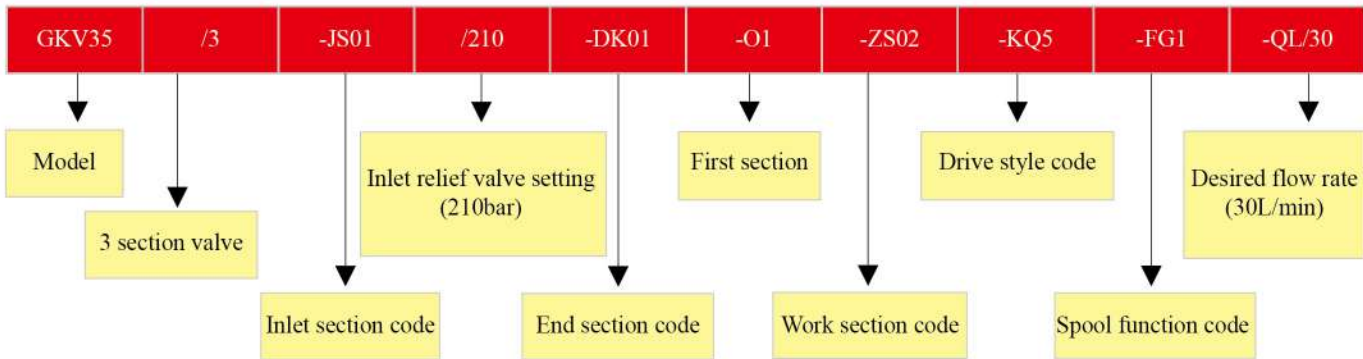 GKV35 /3 -JS01 /210 -DK01 -O1 -ZS02 -KQ5 -FG1 -QL/30
Model
3 section valve
Inlet section code
Inlet relief valve setting
(210bar)
End section code
First section
Work section code
Drive style code
Spool function code
Desired flow rate
(30L/min)